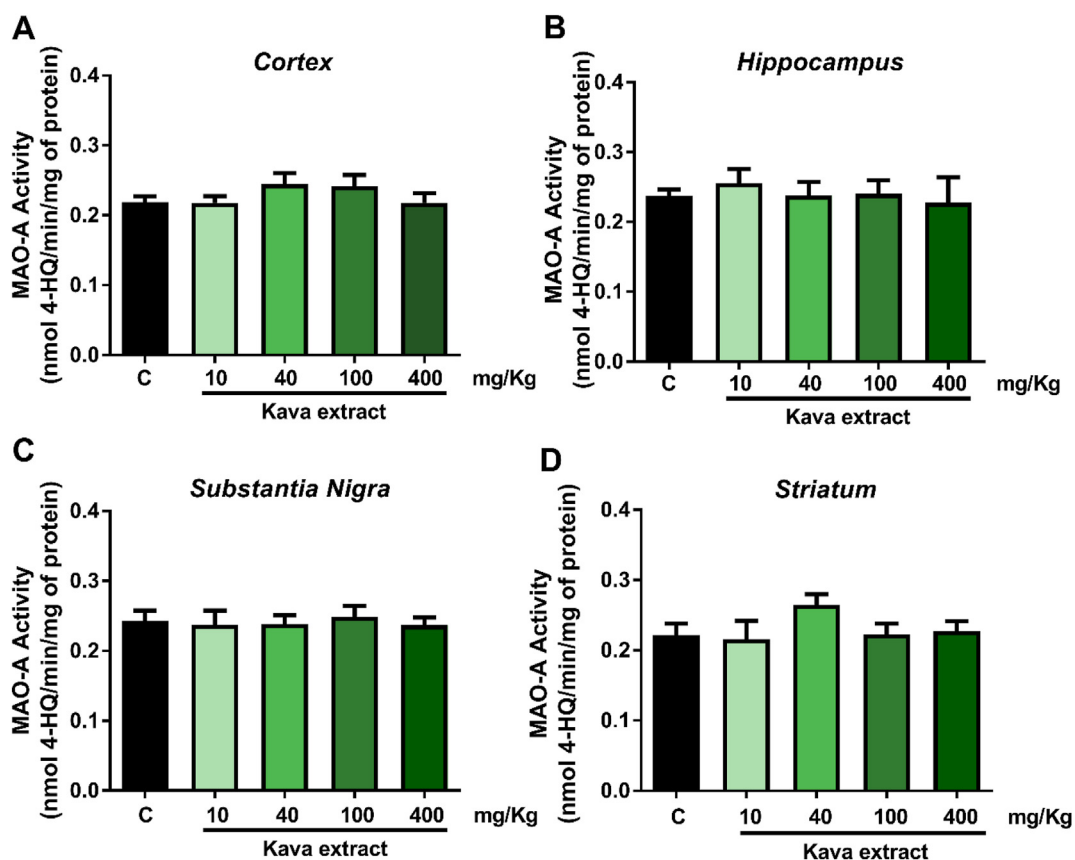 A
Cortex
MAO-A Activity
(nmol 4-HQ/min/mg of protein)
0.4
0.3
0.2
0.1
0.0
C 10 40 100 400 mg/Kg
Kava extract
B
Hippocampus
MAO-A Activity
(nmol 4-HQ/min/mg of protein)
0.4
0.3
0.2
0.1
0.0
C 10 40 100 400 mg/Kg
Kava extract
C
Substantia Nigra
MAO-A Activity
(nmol 4-HQ/min/mg of protein)
0.4
0.3
0.2
0.1
0.0
C 10 40 100 400 mg/Kg
Kava extract
D
Striatum
MAO-A Activity
(nmol 4-HQ/min/mg of protein)
0.4
0.3
0.2
0.1
0.0
C 10 40 100 400 mg/Kg
Kava extract